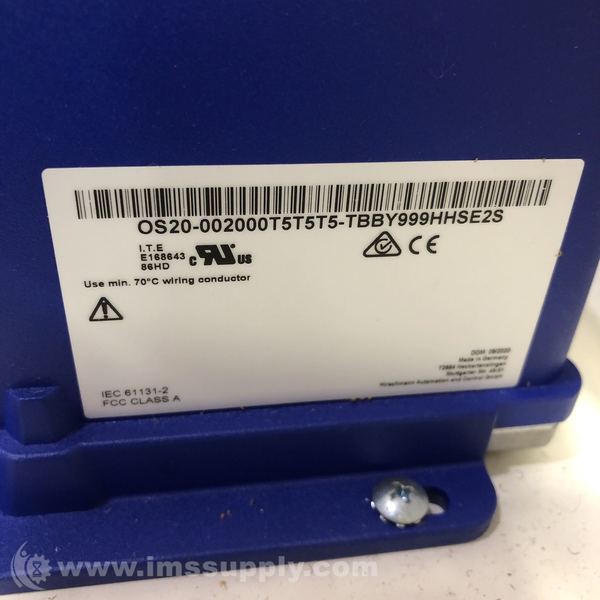 OS20-002000T5T5T5-TBBY999HHSE2S
I.T.E
E168643
86HD
c RU US
CE
Use min. 70°C wiring conductor
DOM: 09/2020
Made in Germany
72654 Neckartenzlingen
Stuttgarter Str. 45-51
Hirschmann Automation and Control GmbH
IEC 61131-2
FCC CLASS A
www.imssupply.com